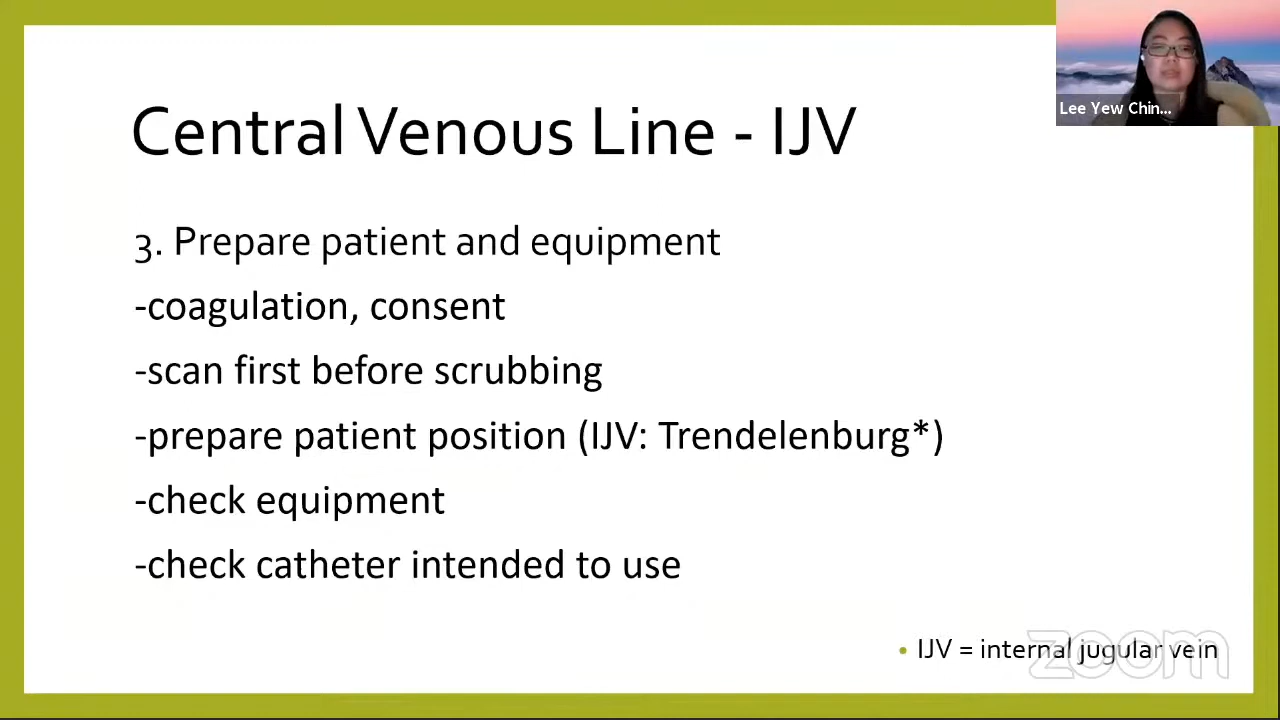 Lee Yew Chin...
Central Venous Line - IJV
3. Prepare patient and equipment
-coagulation, consent
-scan first before scrubbing
-prepare patient position (IJV: Trendelenburg*)
-check equipment
-check catheter intended to use
• IJV = internal jugular vein
zoom